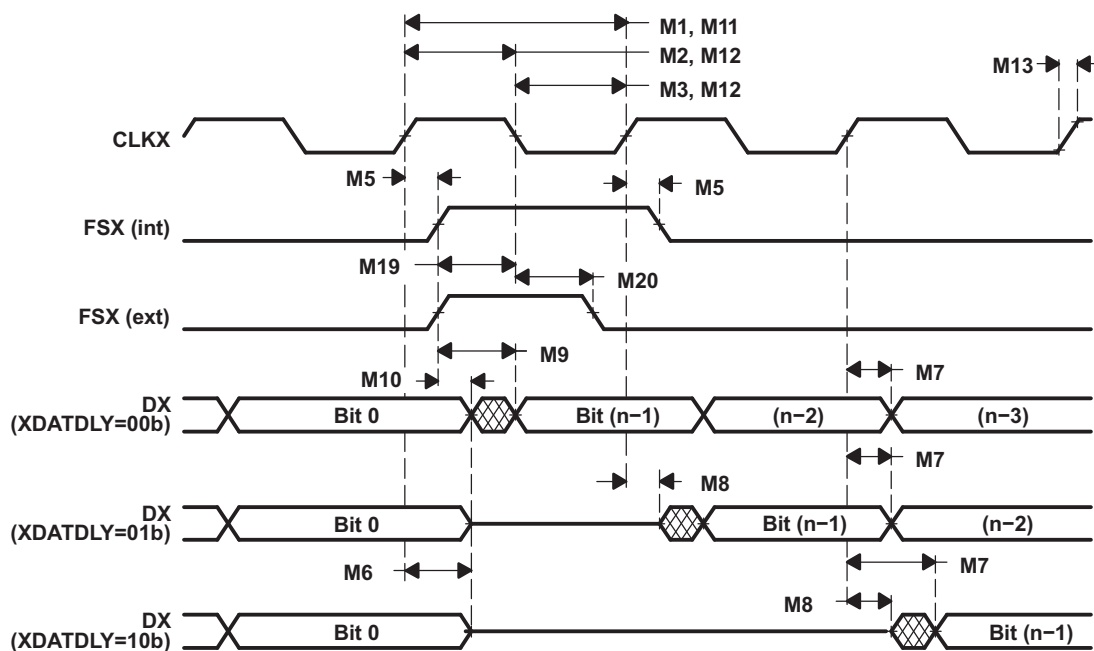 M1, M11
M2, M12
M13
M3, M12
CLKX
M5
M5
FSX (int)
M19
M20
FSX (ext)
M9
M10
M7
DX
(XDATDLY=00b)
Bit 0
Bit (n−1)
(n−2)
(n−3)
M7
M8
DX
(XDATDLY=01b)
Bit 0
Bit (n−1)
(n−2)
M6
M7
M8
DX
(XDATDLY=10b)
Bit 0
Bit (n−1)